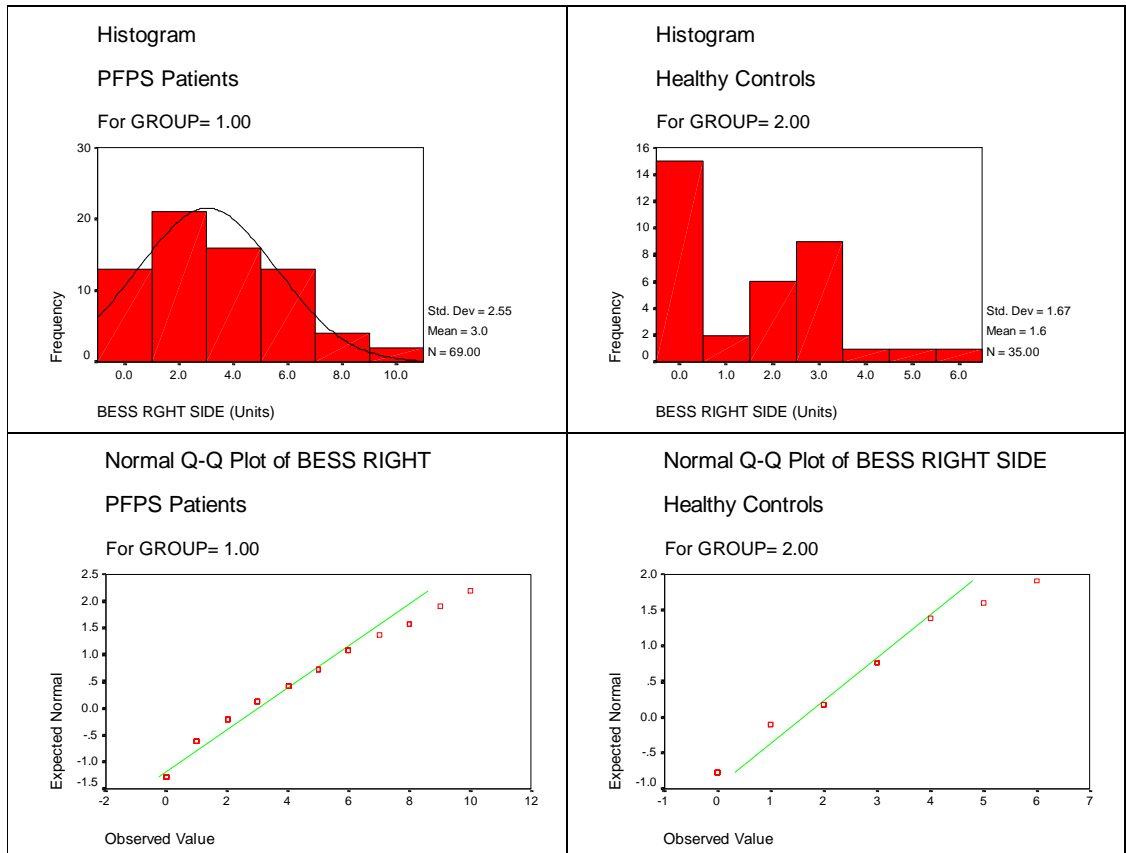 Histogram
PFPS Patients
For GROUP= 1.00
30
20
10
0
Frequency
0.0 2.0 4.0 6.0 8.0 10.0
Std. Dev = 2.55
Mean = 3.0
N = 69.00
BESS RGHT SIDE (Units)
Histogram
Healthy Controls
For GROUP= 2.00
16
14
12
10
8
6
4
2
0
Frequency
0.0 1.0 2.0 3.0 4.0 5.0 6.0
Std. Dev = 1.67
Mean = 1.6
N = 35.00
BESS RIGHT SIDE (Units)
Normal Q-Q Plot of BESS RIGHT
PFPS Patients
For GROUP= 1.00
2.5
2.0
1.5
1.0
.5
0.0
-.5
-1.0
-1.5
Expected Normal
-2 0 2 4 6 8 10 12
Observed Value
Normal Q-Q Plot of BESS RIGHT SIDE
Healthy Controls
For GROUP= 2.00
2.0
1.5
1.0
.5
0.0
-.5
-1.0
Expected Normal
-1 0 1 2 3 4 5 6 7
Observed Value